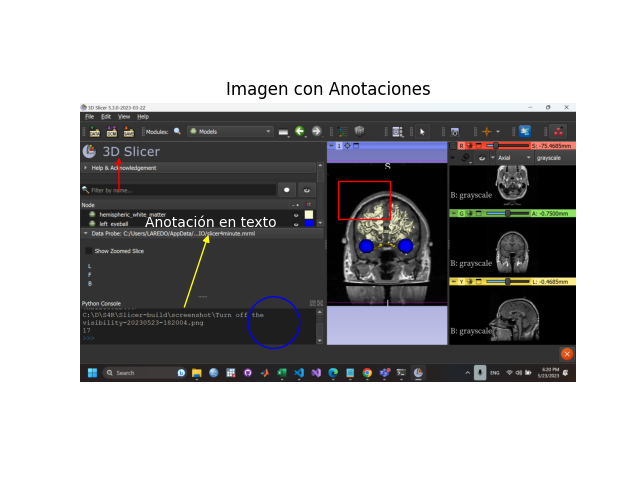 Imagen con Anotaciones
3D Slicer 5.3.0-2023-03-22
File Edit View Help
Modules: Models
3D Slicer
Help & Acknowledgement
Filter by name...
Node
hemispheric_white_matter
left_eyeball
Anotación en texto
Data Probe: C:/Users/LAREDO/AppData/...IO/slicer4minute.mrml
Show Zoomed Slice
L
F
B
Python Console
C:\D\S4R\Slicer-build\screenshot\Turn off the
visibility-20230523-182004.png
17
>>>
1
S
I
R S: -75.4685mm
Axial grayscale
B: grayscale
G A: -0.7500mm
B: grayscale
Y L: -0.4685mm
B: grayscale
Search
ENG
6:20 PM
5/23/2023